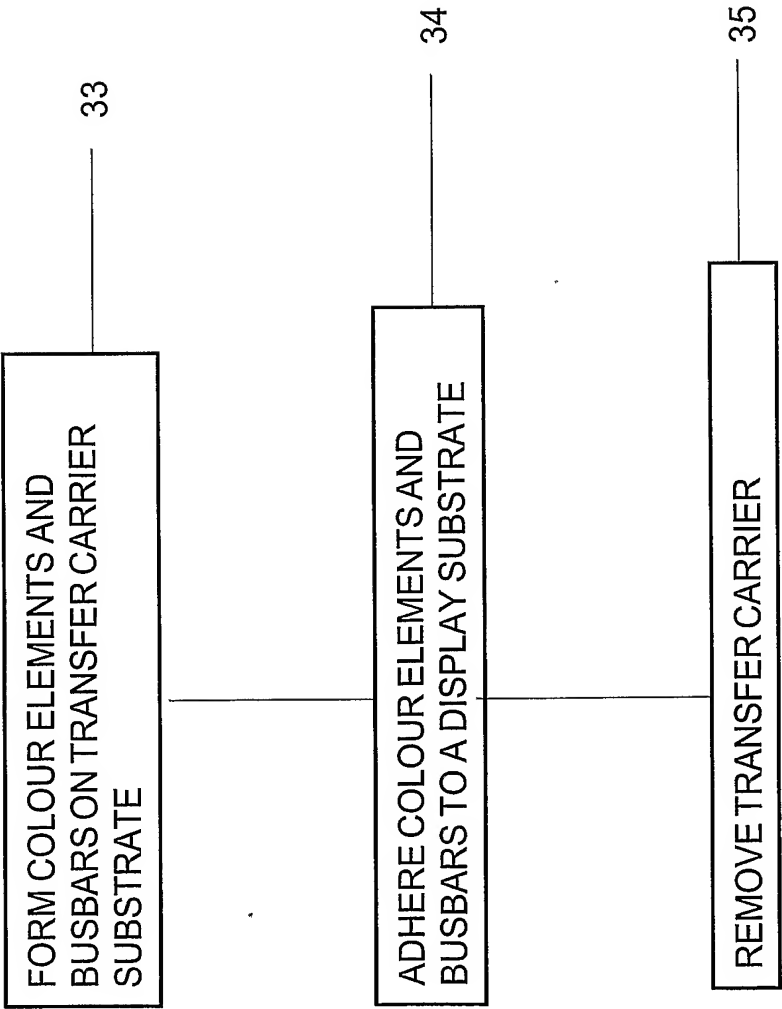 FORM COLOUR ELEMENTS AND
BUSBARS ON TRANSFER CARRIER
SUBSTRATE
33
ADHERE COLOUR ELEMENTS AND
BUSBARS TO A DISPLAY SUBSTRATE
34
REMOVE TRANSFER CARRIER
35